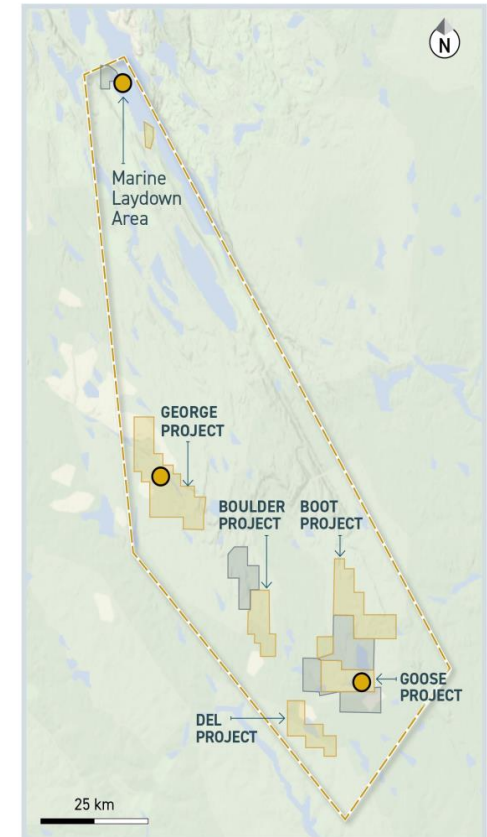 N
Marine
Laydown
Area
GEORGE
PROJECT
BOULDER
PROJECT
BOOT
PROJECT
GOOSE
PROJECT
DEL
PROJECT
25 km